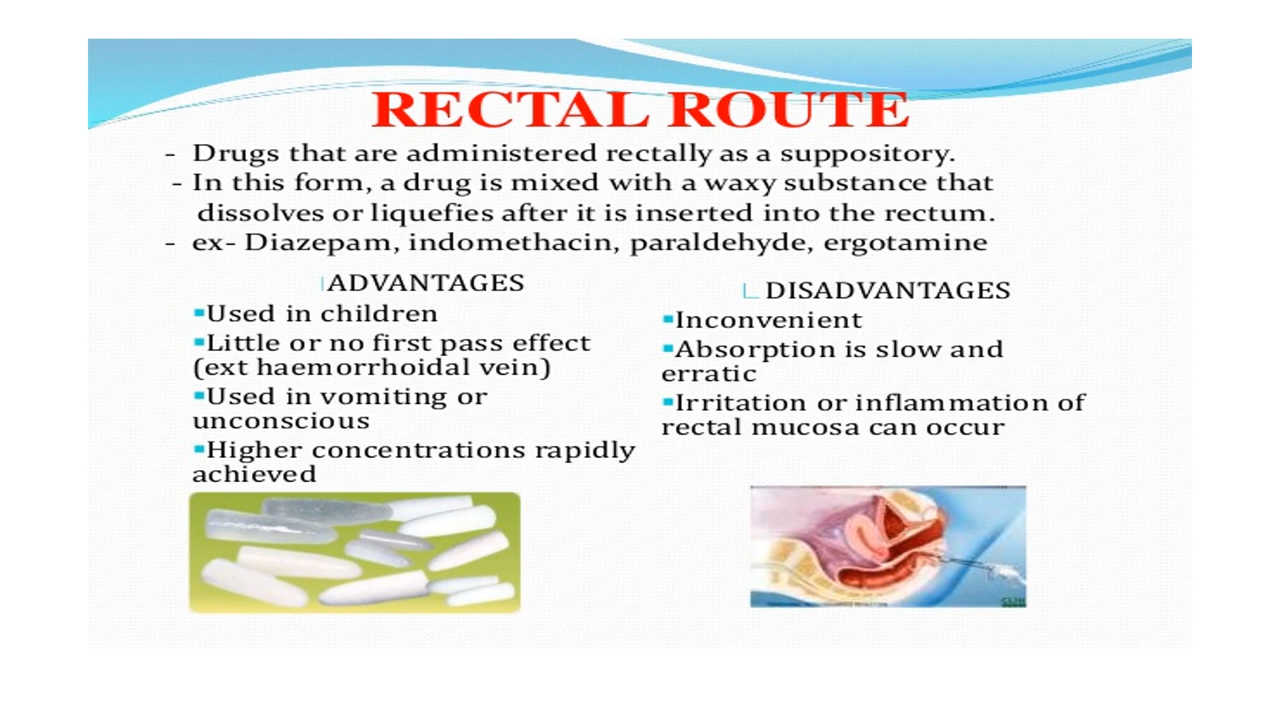 RECTAL ROUTE
- Drugs that are administered rectally as a suppository.
- In this form, a drug is mixed with a waxy substance that
dissolves or liquefies after it is inserted into the rectum.
- ex- Diazepam, indomethacin, paraldehyde, ergotamine
ADVANTAGES
▪Used in children
▪Little or no first pass effect
(ext haemorrhoidal vein)
▪Used in vomiting or
unconscious
▪Higher concentrations rapidly
achieved
DISADVANTAGES
▪Inconvenient
▪Absorption is slow and
erratic
▪Irritation or inflammation of
rectal mucosa can occur